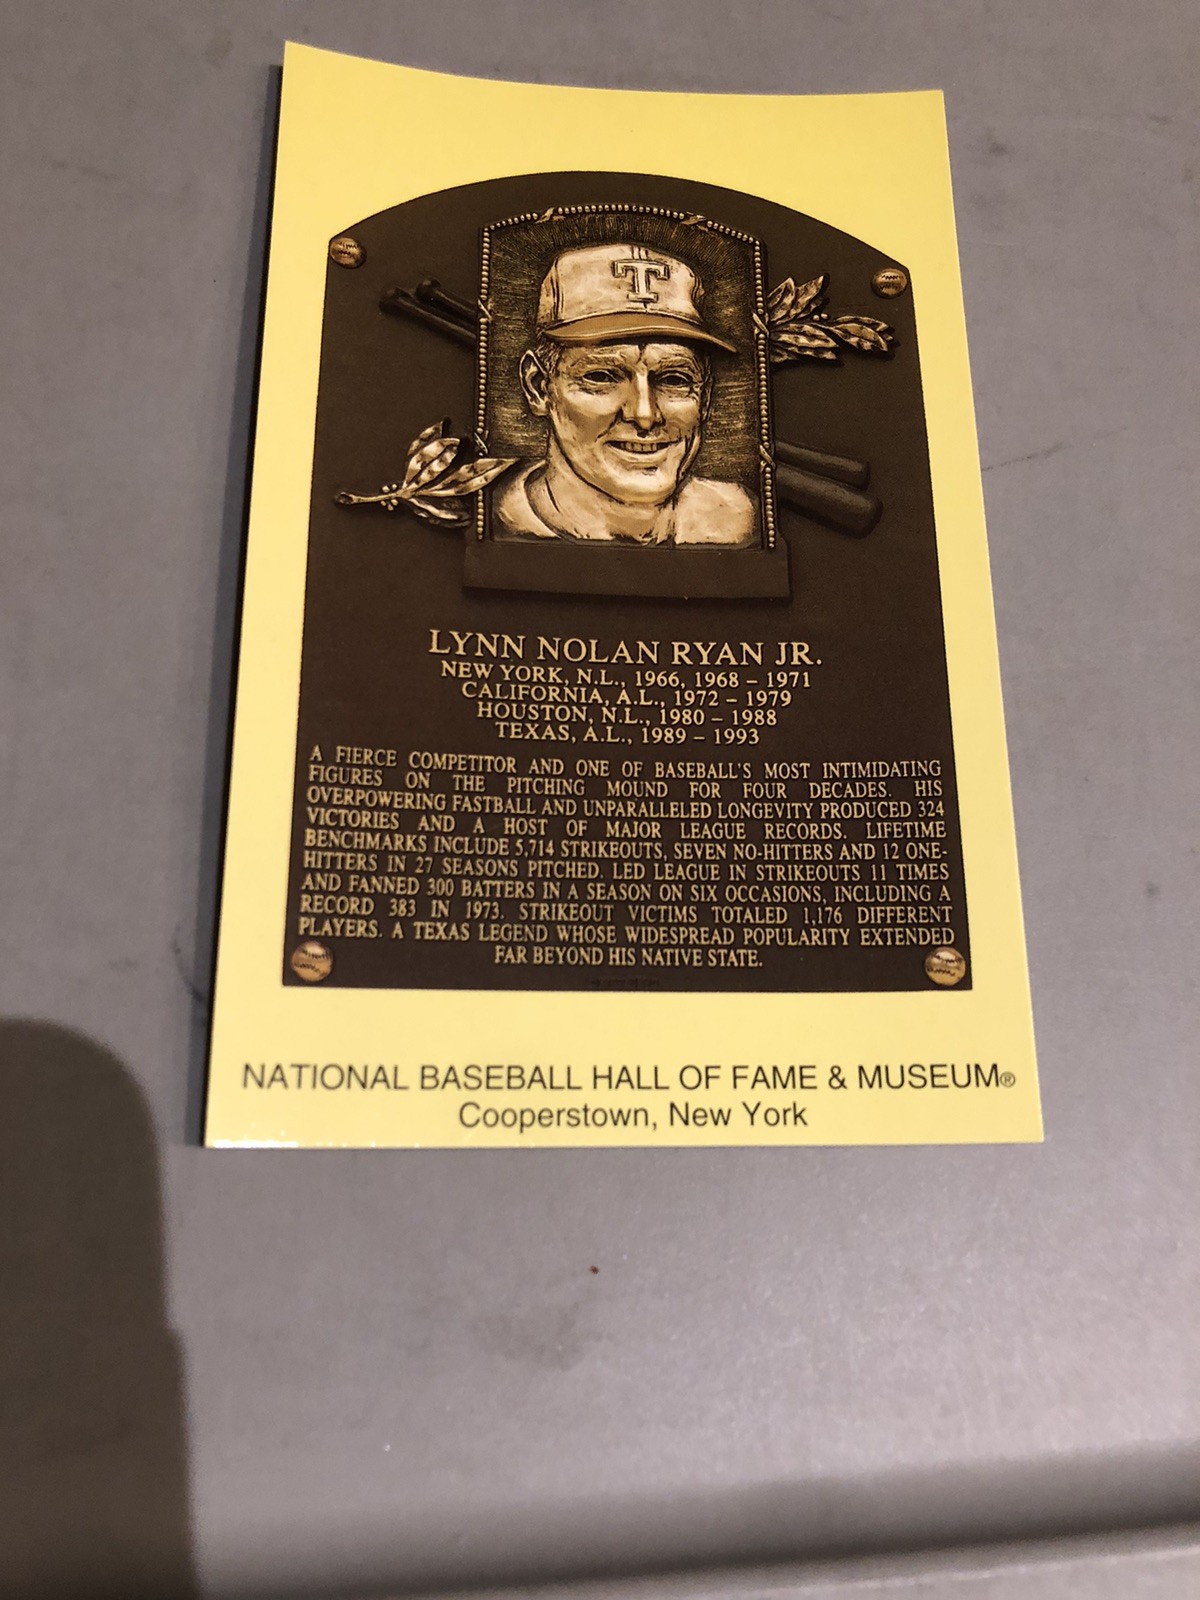 T
LYNN NOLAN RYAN JR.
NEW YORK, N.L., 1966, 1968 – 1971
CALIFORNIA, A.L., 1972 – 1979
HOUSTON, N.L., 1980 – 1988
TEXAS, A.L., 1989 – 1993
A FIERCE COMPETITOR AND ONE OF BASEBALL'S MOST INTIMIDATING
FIGURES ON THE PITCHING MOUND FOR FOUR DECADES. HIS
OVERPOWERING FASTBALL AND UNPARALLELED LONGEVITY PRODUCED 324
VICTORIES AND A HOST OF MAJOR LEAGUE RECORDS. LIFETIME
BENCHMARKS INCLUDE 5,714 STRIKEOUTS, SEVEN NO-HITTERS AND 12 ONE-
HITTERS IN 27 SEASONS PITCHED. LED LEAGUE IN STRIKEOUTS 11 TIMES
AND FANNED 300 BATTERS IN A SEASON ON SIX OCCASIONS, INCLUDING A
RECORD 383 IN 1973. STRIKEOUT VICTIMS TOTALED 1,176 DIFFERENT
PLAYERS. A TEXAS LEGEND WHOSE WIDESPREAD POPULARITY EXTENDED
FAR BEYOND HIS NATIVE STATE.
NATIONAL BASEBALL HALL OF FAME & MUSEUM®
Cooperstown, New York